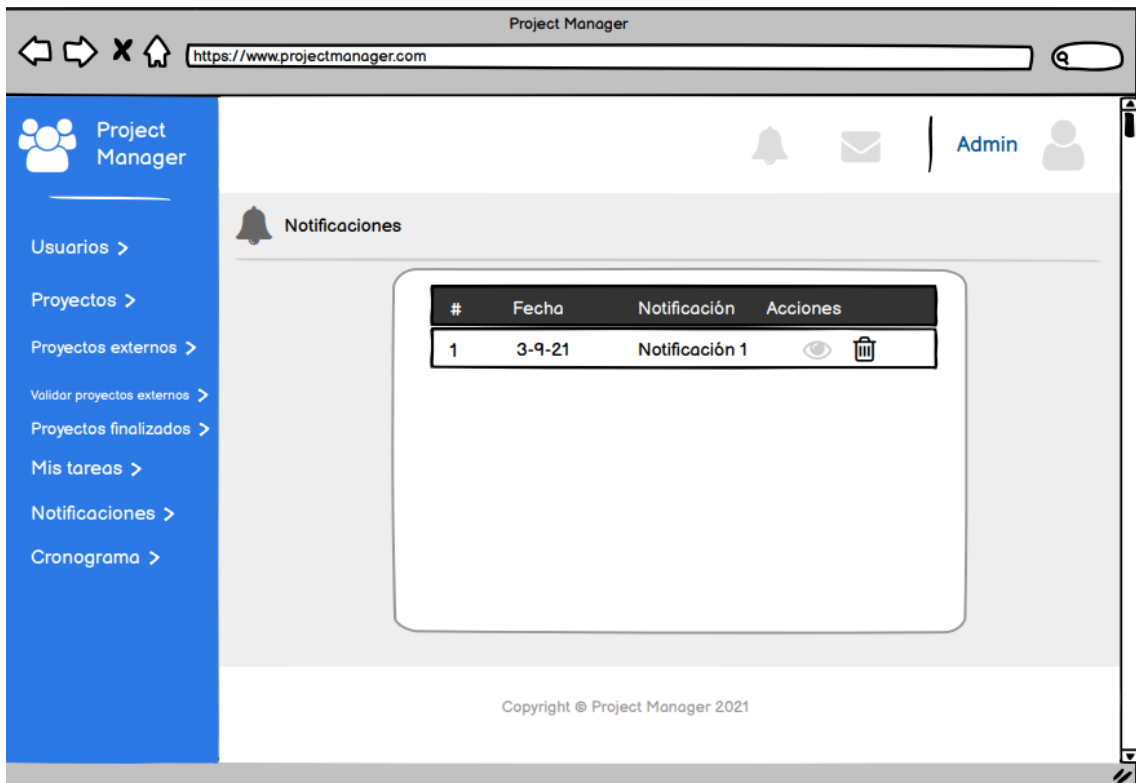 Project Manager
https://www.projectmanager.com
Project
Manager
Admin
Usuarios >
Proyectos >
Proyectos externos >
Validar proyectos externos >
Proyectos finalizados >
Mis tareas >
Notificaciones >
Cronograma >
Notificaciones
# Fecha Notificación Acciones
1 3-9-21 Notificación 1
Copyright © Project Manager 2021